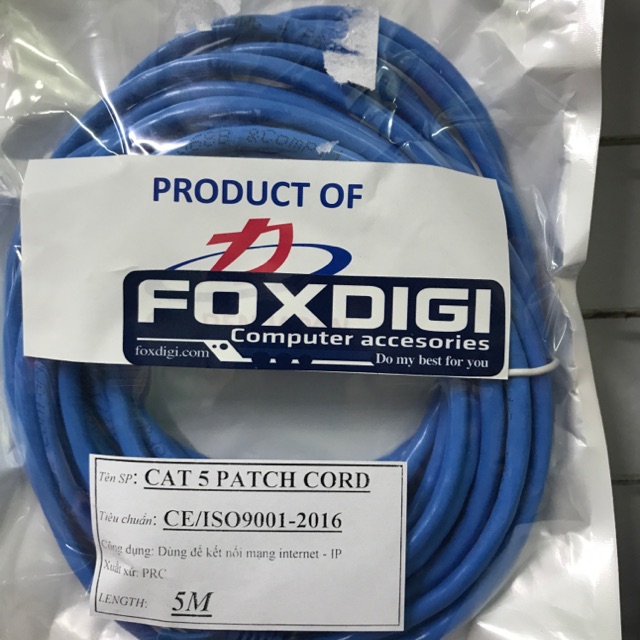 PRODUCT OF
FOXDIGI
Computer accesories
foxdigi.com
Do my best for you
Tên SP: CAT 5 PATCH CORD
Tiêu chuẩn: CE/ISO9001-2016
Công dụng: Dùng để kết nối mạng internet - IP
Xuất xứ: PRC
LENGTH: 5M